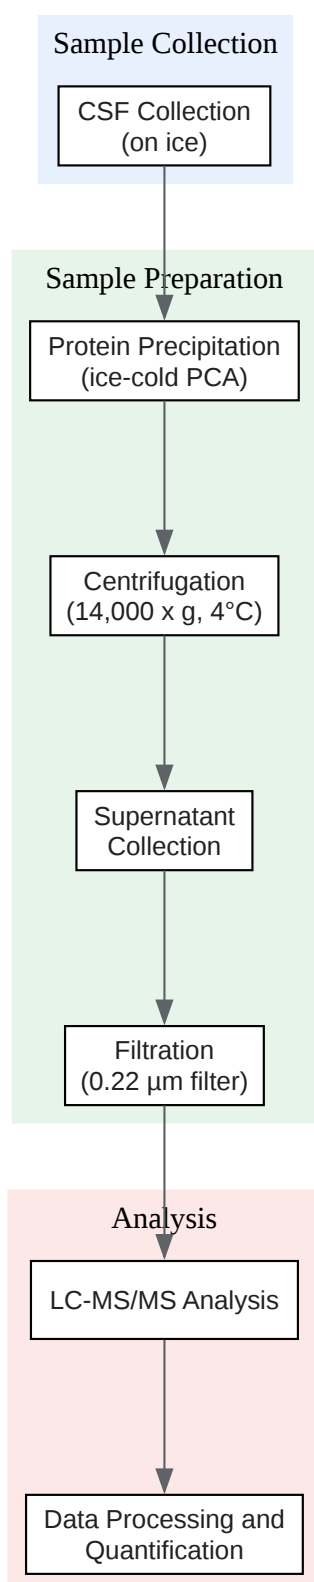 Sample Collection
CSF Collection
(on ice)
Sample Preparation
Protein Precipitation
(ice-cold PCA)
Centrifugation
(14,000 x g, 4°C)
Supernatant
Collection
Filtration
(0.22 µm filter)
Analysis
LC-MS/MS Analysis
Data Processing and
Quantification